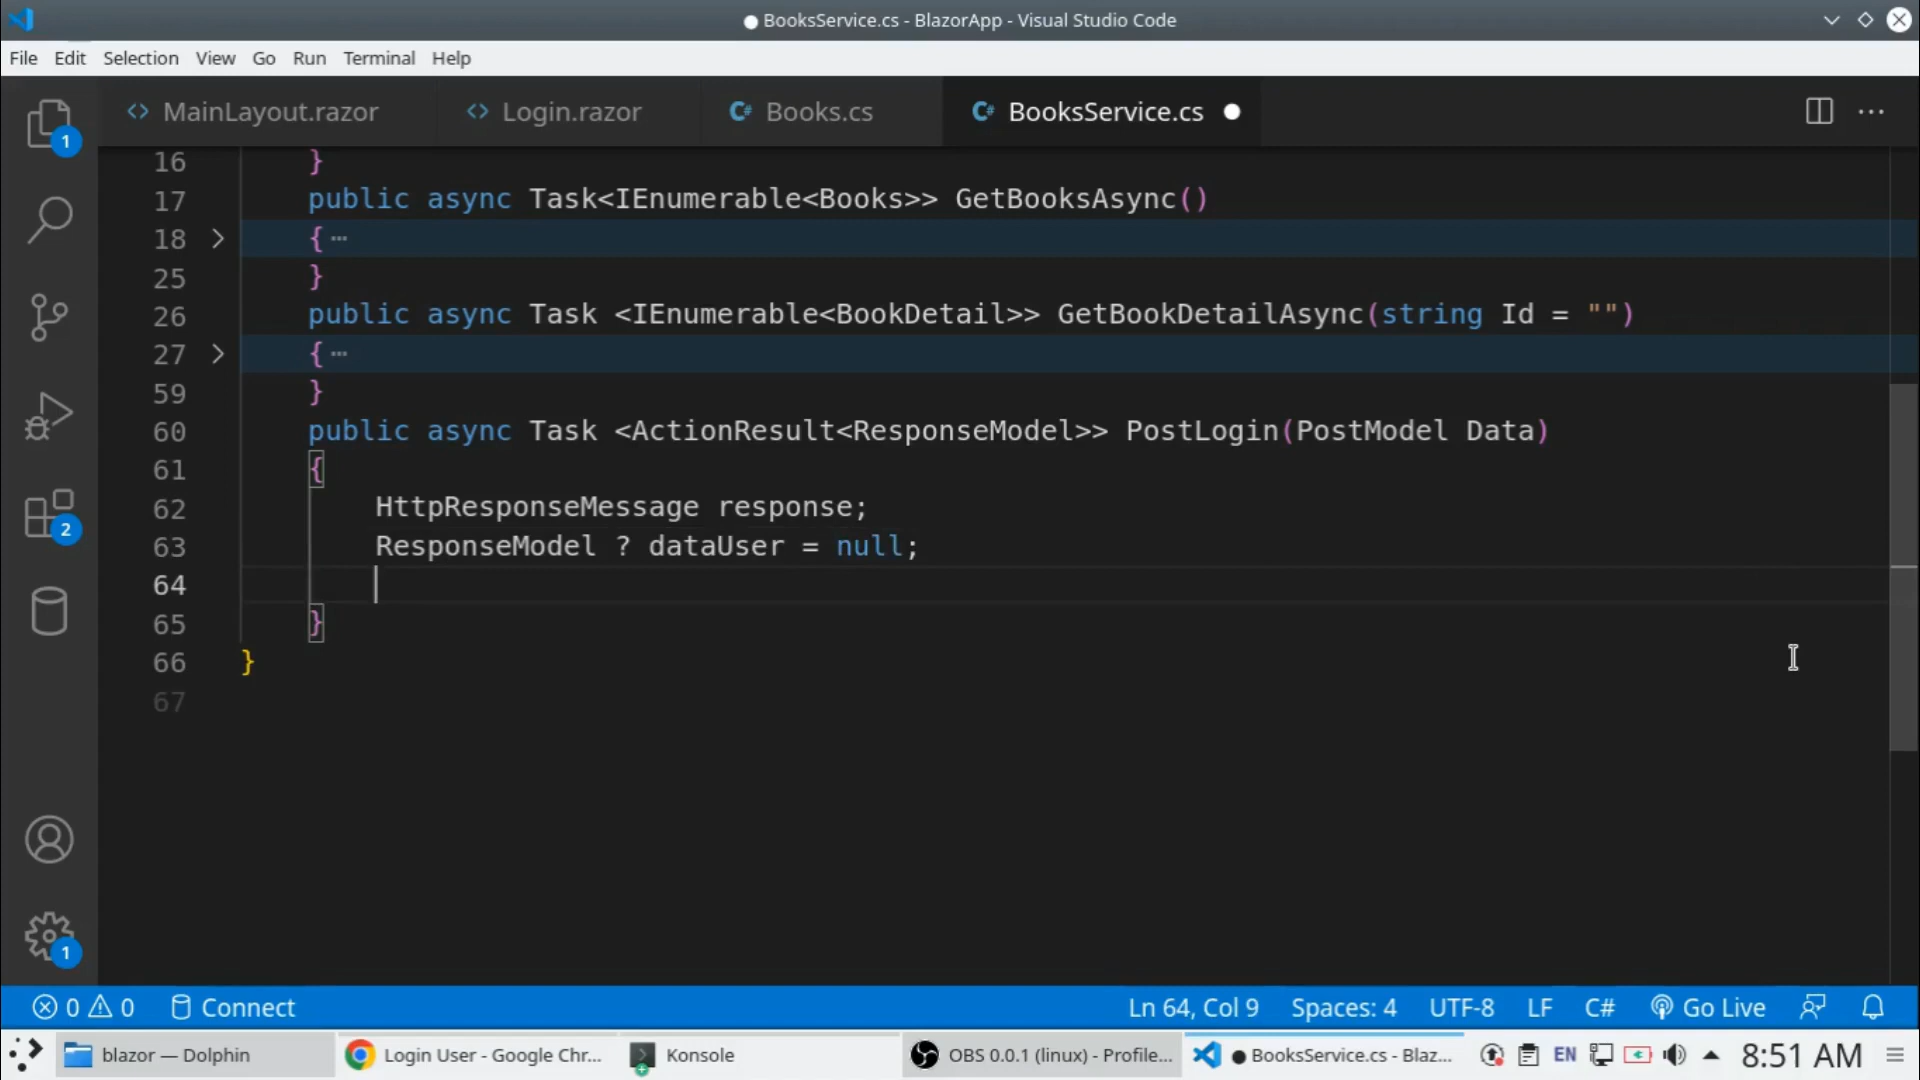 BooksService.cs - BlazorApp - Visual Studio Code
File Edit Selection View Go Run Terminal Help
MainLayout.razor Login.razor C# Books.cs C# BooksService.cs
1
16 }
17 public async Task<IEnumerable<Books>> GetBooksAsync()
18 { ⋯
25 }
26 public async Task <IEnumerable<BookDetail>> GetBookDetailAsync(string Id = "")
27 { ⋯
59 }
60 public async Task <ActionResult<ResponseModel>> PostLogin(PostModel Data)
61 {
62 HttpResponseMessage response;
2
63 ResponseModel ? dataUser = null;
64
65 }
66 }
67
1
0 0 Connect Ln 64, Col 9 Spaces: 4 UTF-8 LF C# Go Live
blazor — Dolphin Login User - Google Chr... Konsole OBS 0.0.1 (linux) - Profile... BooksService.cs - Blaz... EN 8:51 AM